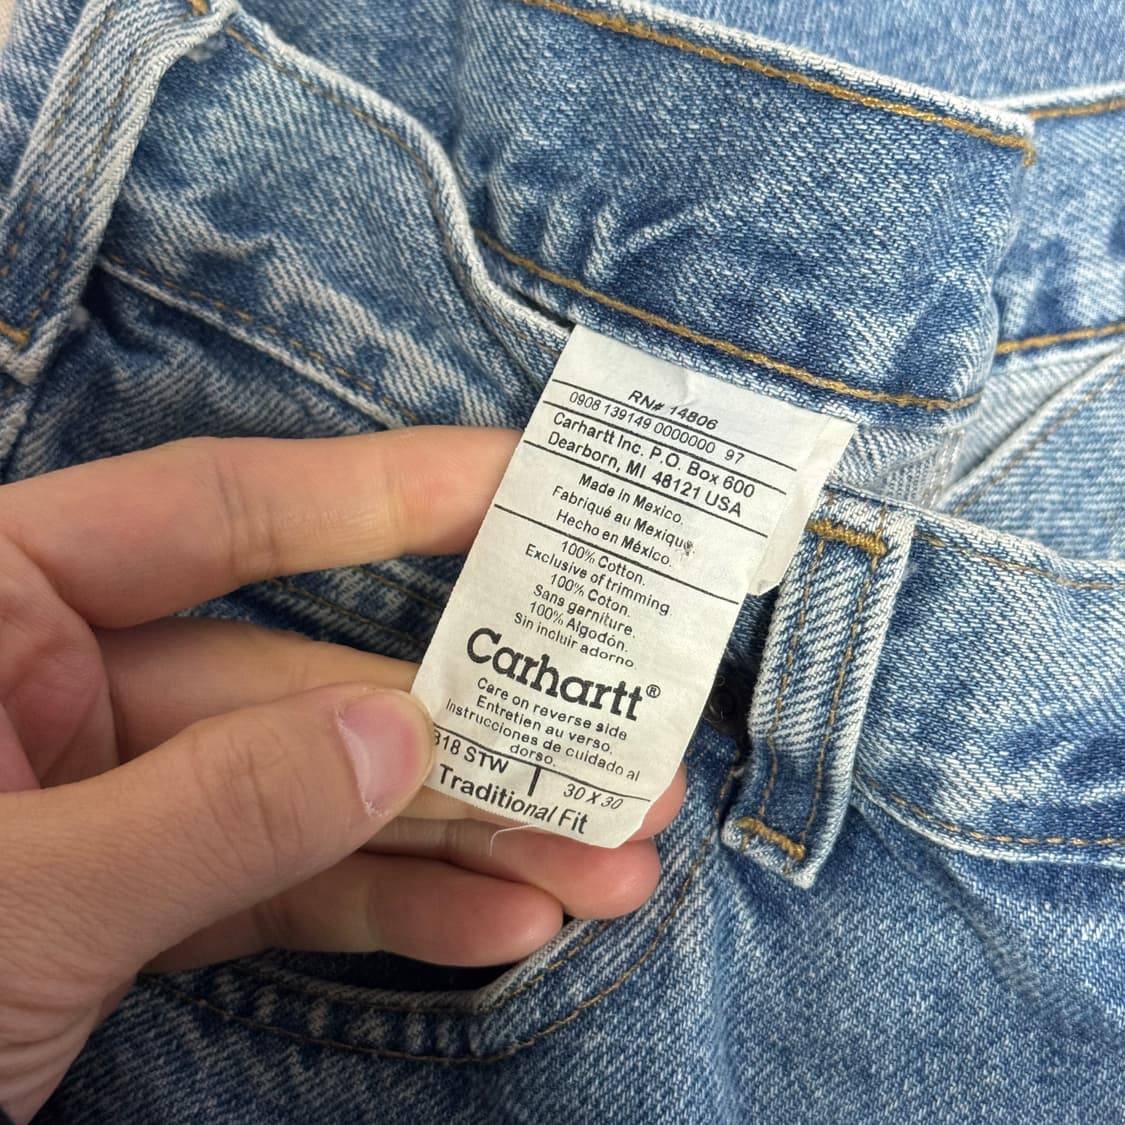 RN# 14806
0908 139149 0000000 97
Carhartt Inc. P.O. Box 600
Dearborn, MI 48121 USA
Made in Mexico.
Fabriqué au Mexique.
Hecho en México.
100% Cotton.
Exclusive of trimming.
100% Coton.
Sans garniture.
100% Algodón.
Sin incluir adorno.
Carhartt®
Care on reverse side
Entretien au verso.
Instrucciones de cuidado al
dorso.
318 STW | 30 X 30
Traditional Fit